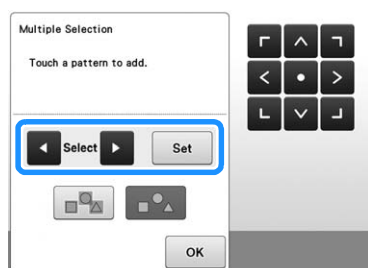 Multiple Selection
Touch a pattern to add.
Select
Set
OK